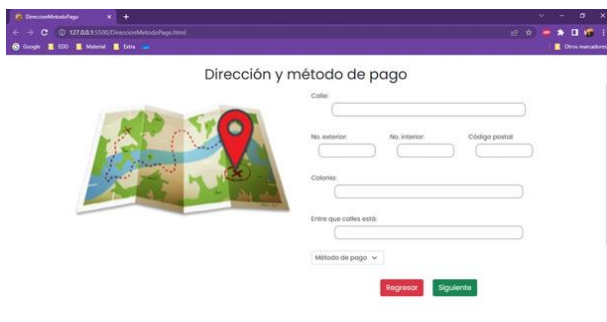 DireccionMetodoPago
127.0.0.1:5500/DireccionMetodoPago.html
Google EDD Material Extra
Otros marcadores
Dirección y método de pago
Calle:
No. exterior: No. interior: Código postal:
Colonia:
Entre que calles está:
Método de pago
Regresar Siguiente